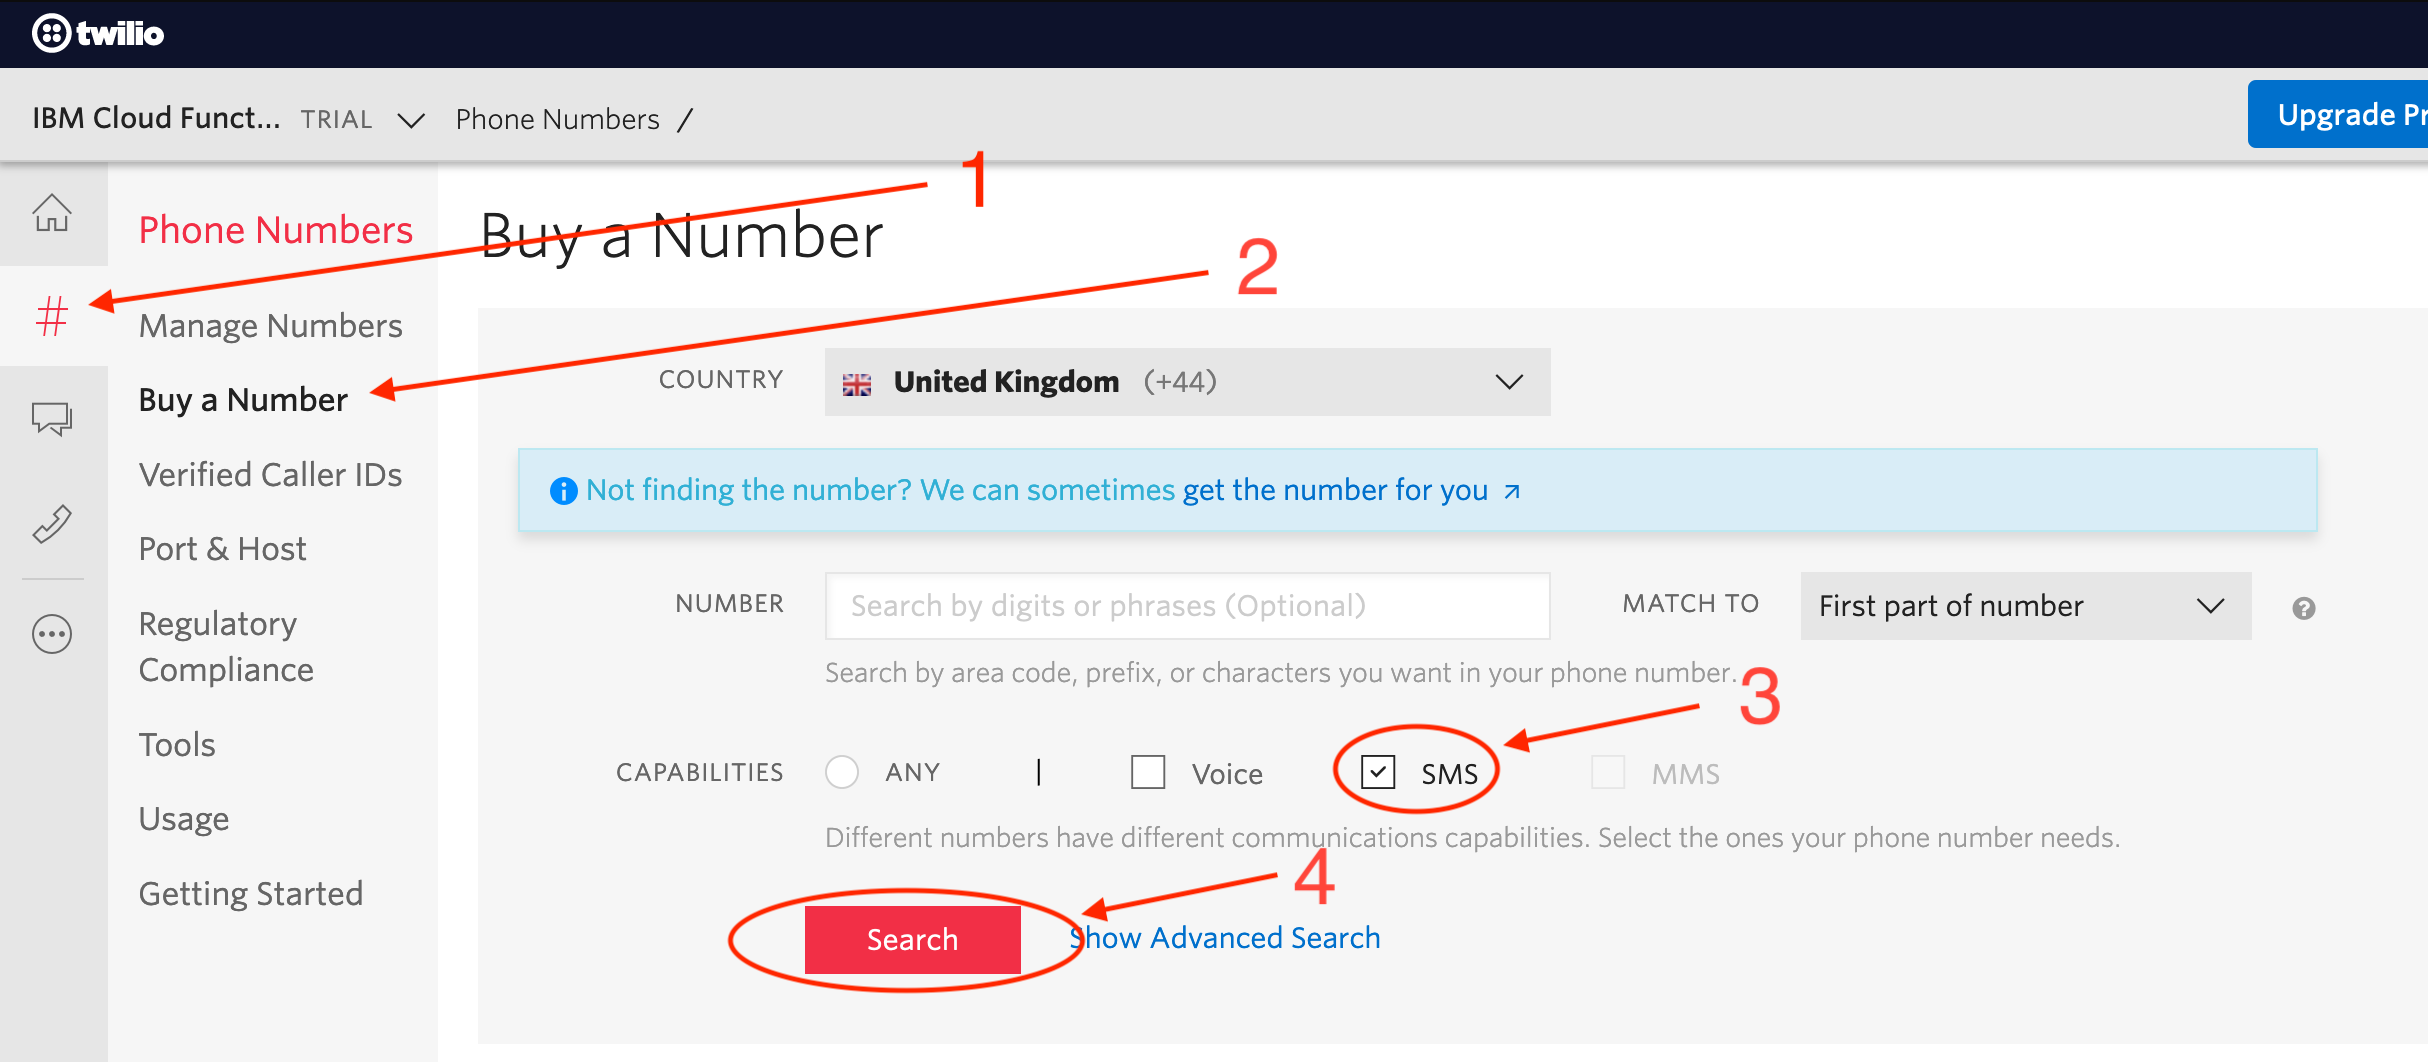 twilio
IBM Cloud Funct... TRIAL Phone Numbers /
Upgrade Pr
1
Phone Numbers
Buy a Number
2
#
Manage Numbers
Buy a Number
Verified Caller IDs
Port & Host
Regulatory
Compliance
Tools
Usage
Getting Started
COUNTRY United Kingdom (+44)
Not finding the number? We can sometimes get the number for you ↗
NUMBER Search by digits or phrases (Optional) MATCH TO First part of number ?
Search by area code, prefix, or characters you want in your phone number.
3
CAPABILITIES ANY | Voice SMS MMS
Different numbers have different communications capabilities. Select the ones your phone number needs.
4
Search Show Advanced Search